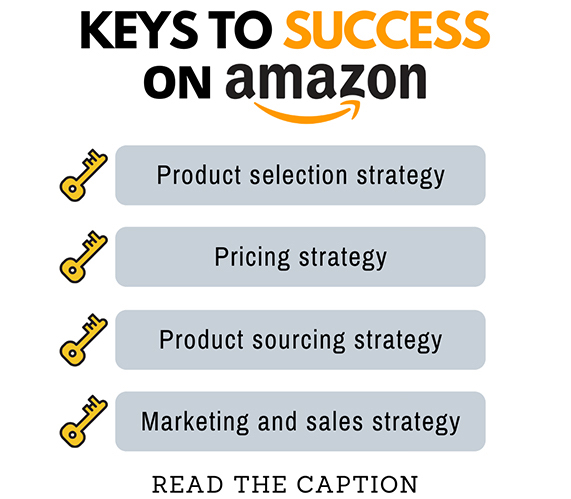 KEYS TO SUCCESS
ON amazon
Product selection strategy
Pricing strategy
Product sourcing strategy
Marketing and sales strategy
READ THE CAPTION